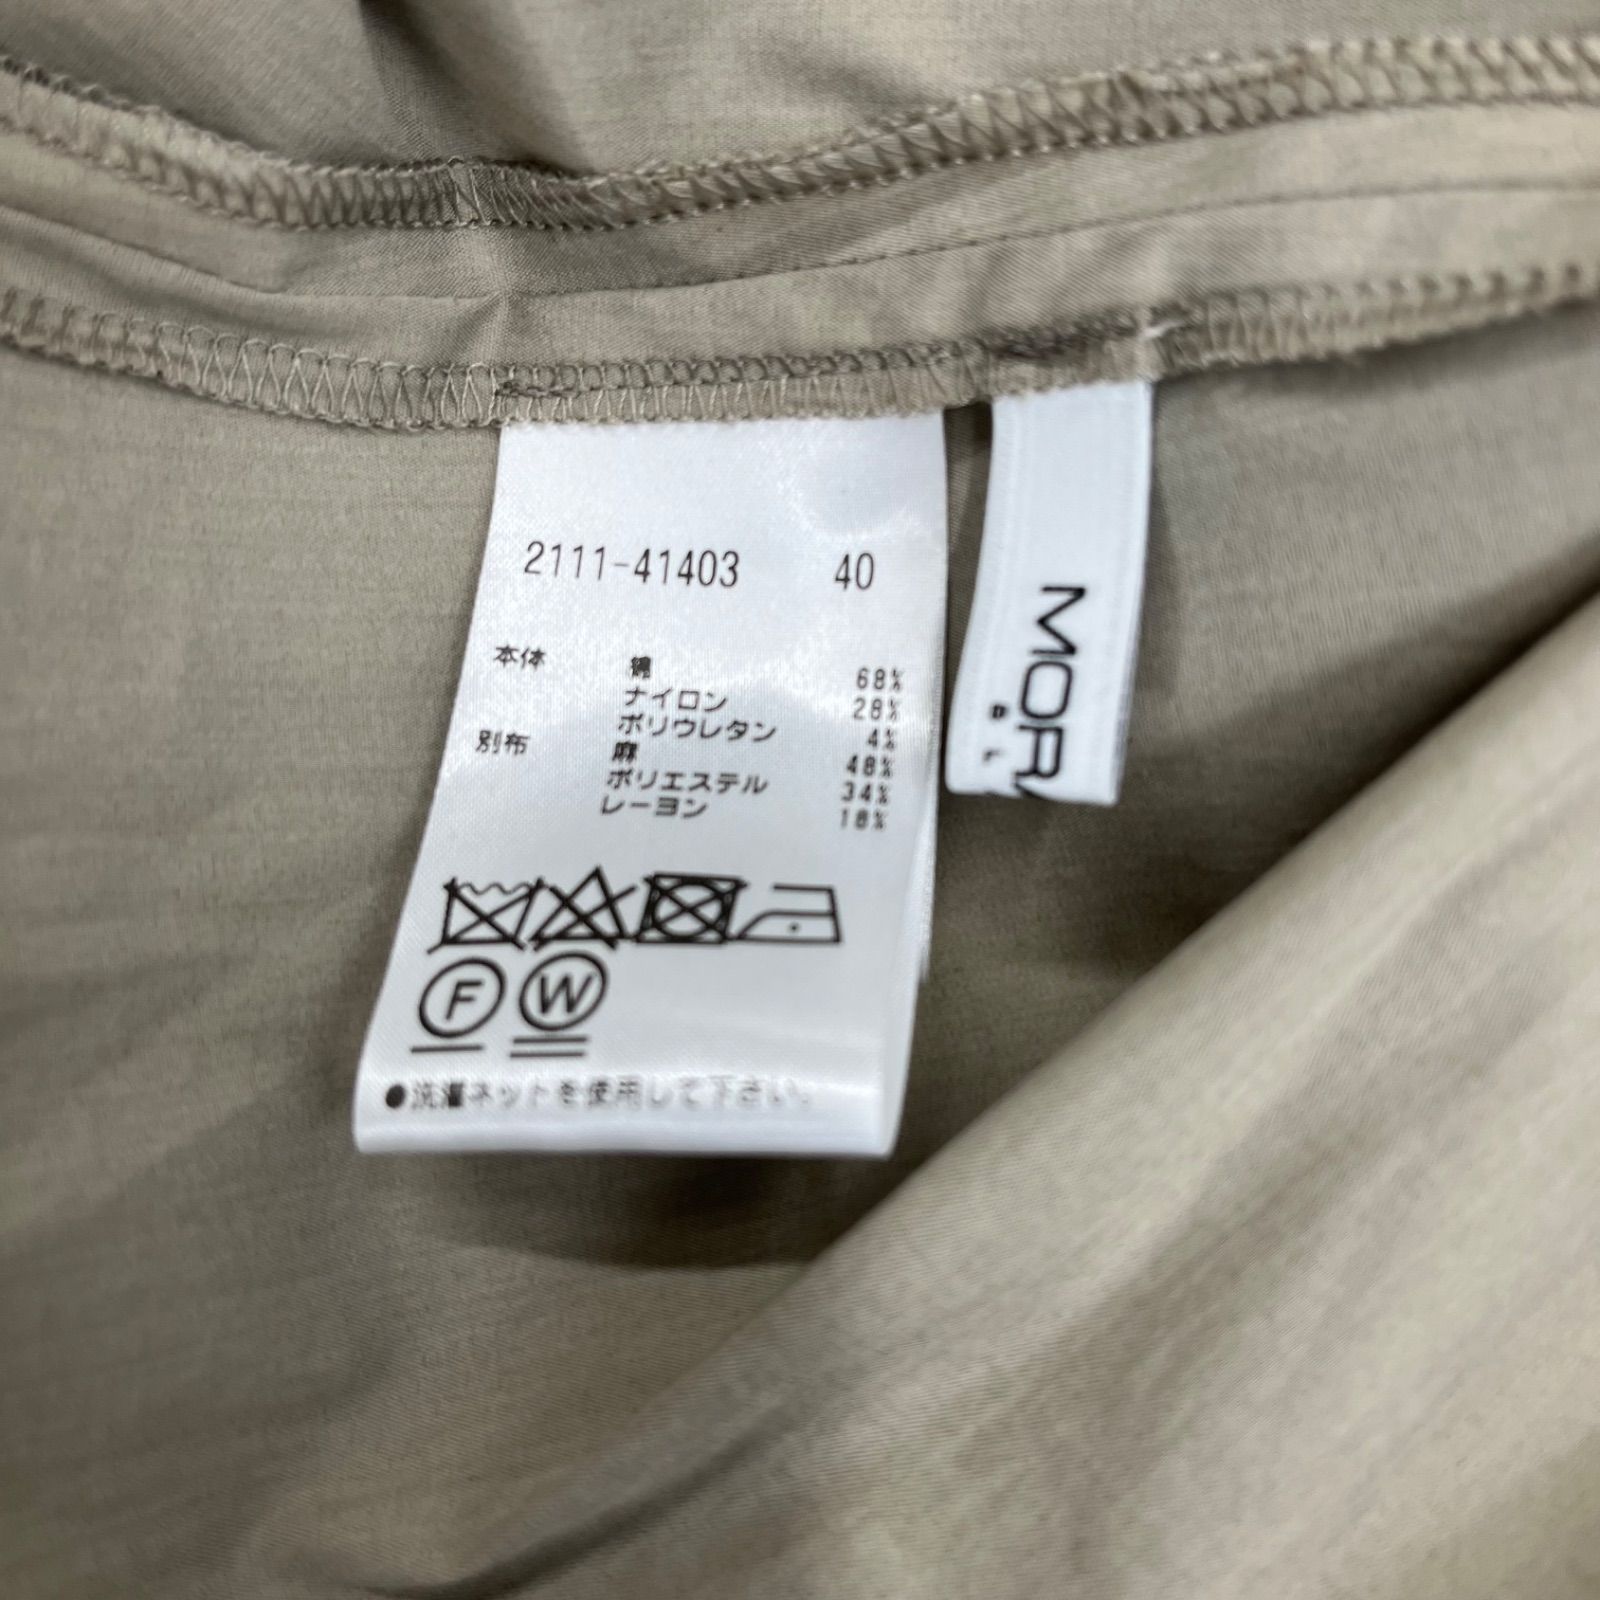 2111-41403 40
本体 綿 68%
ナイロン 28%
ポリウレタン 4%
別布 麻 48%
ポリエステル 34%
レーヨン 18%
F W
●洗濯ネットを使用して下さい。
MOR
B L